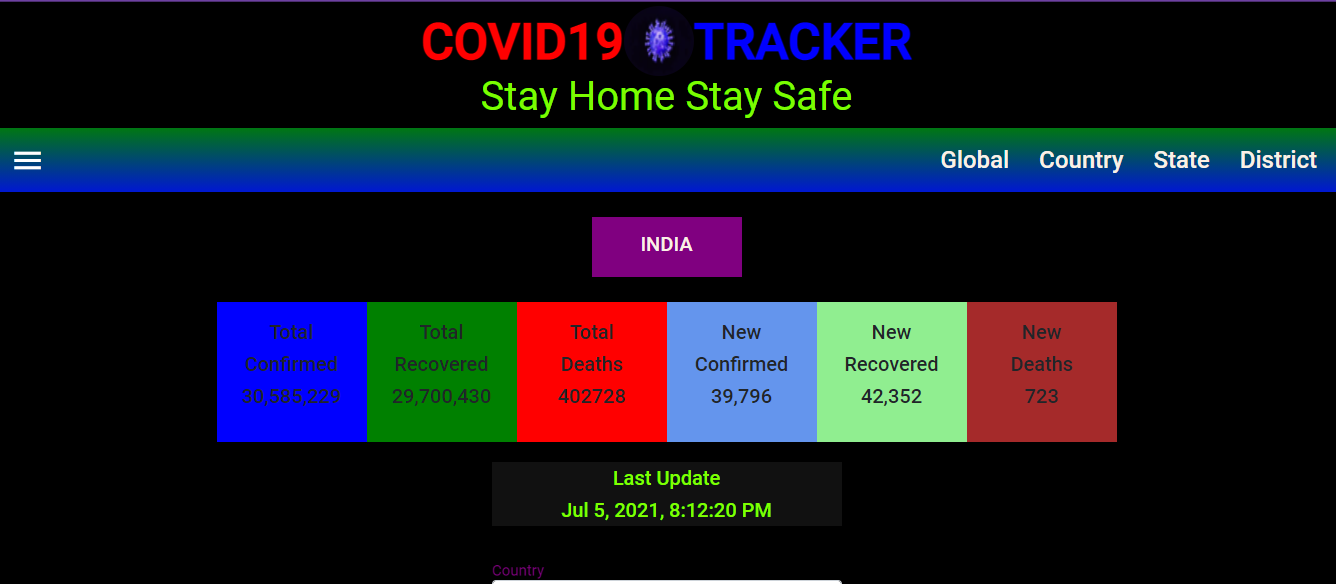 COVID19 TRACKER
Stay Home Stay Safe
Global Country State District
INDIA
Total Confirmed 30,585,229
Total Recovered 29,700,430
Total Deaths 402728
New Confirmed 39,796
New Recovered 42,352
New Deaths 723
Last Update
Jul 5, 2021, 8:12:20 PM
Country